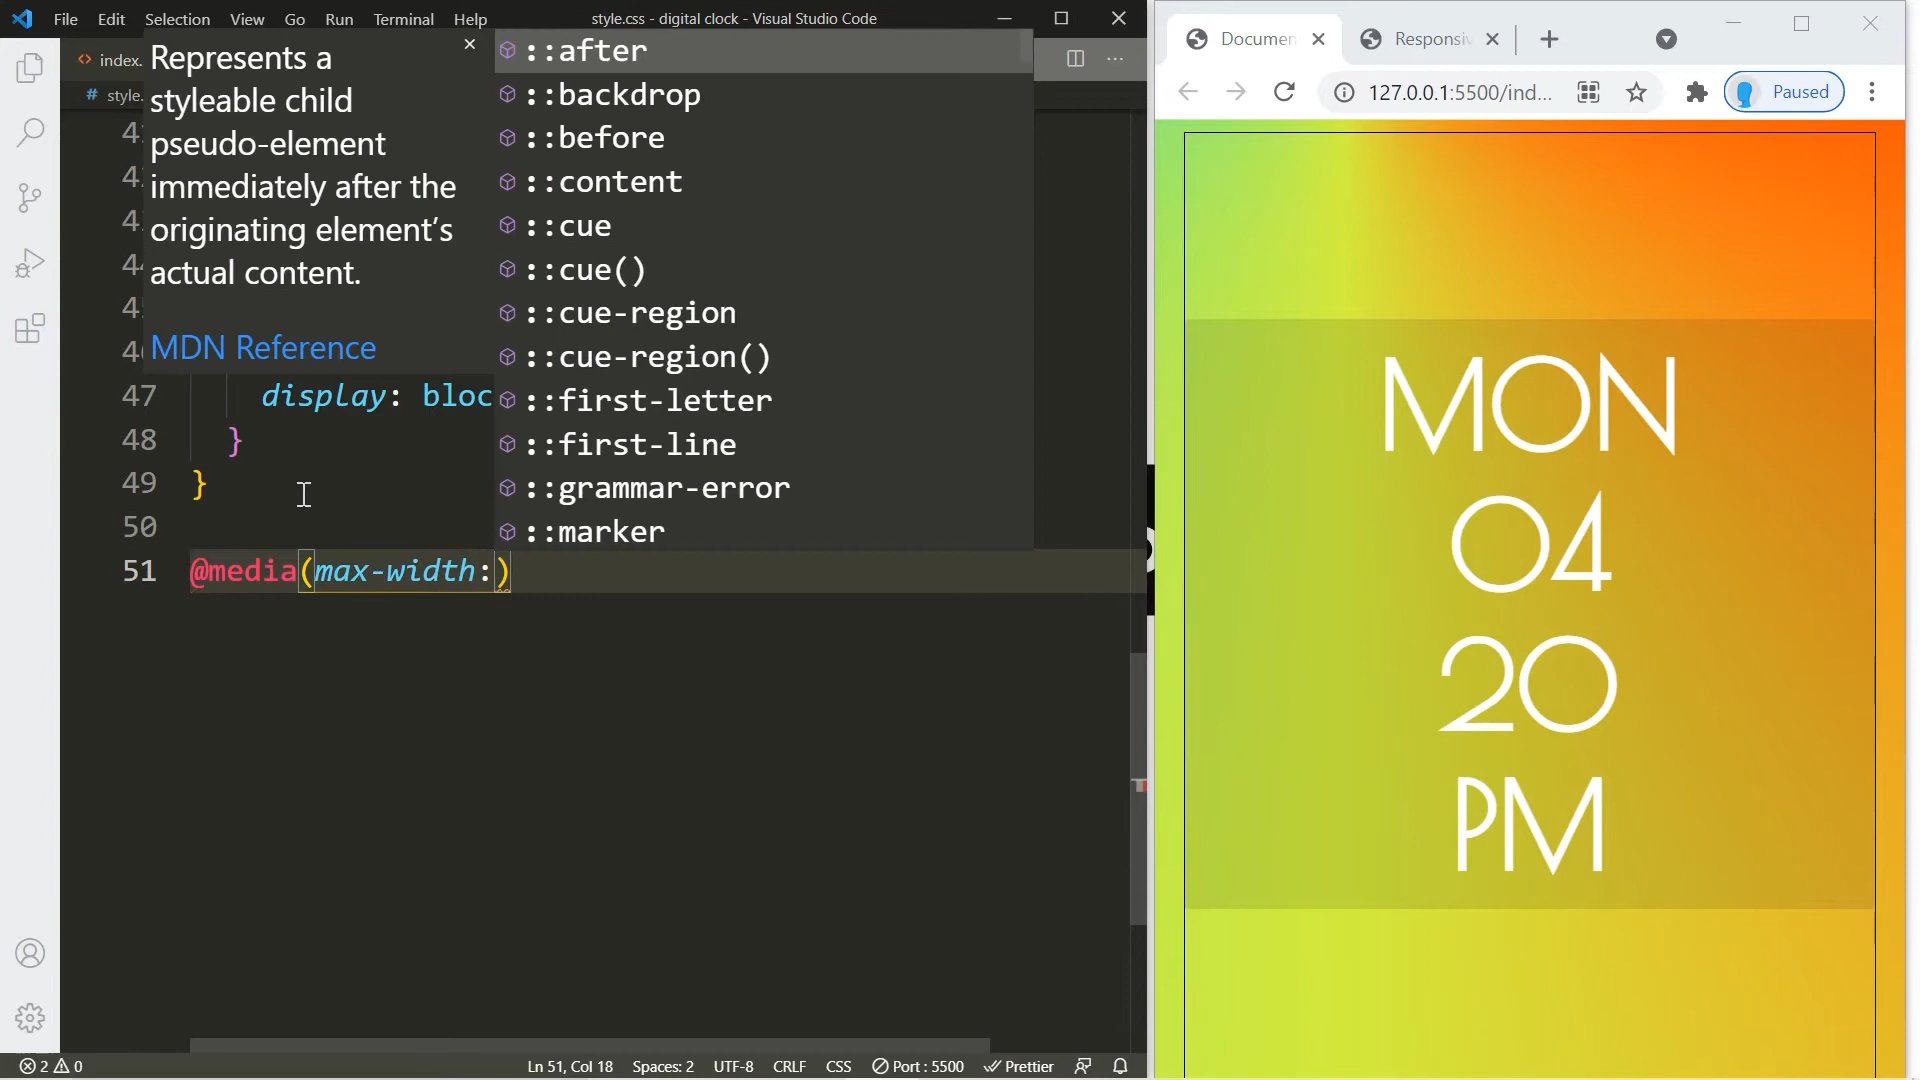 File Edit Selection View Go Run Terminal Help style.css - digital clock - Visual Studio Code
index.
style.
Represents a
styleable child
pseudo-element
immediately after the
originating element's
actual content.
MDN Reference
::after
::backdrop
::before
::content
::cue
::cue()
::cue-region
::cue-region()
::first-letter
::first-line
::grammar-error
::marker
47 display: bloc
48 }
49 }
50
51 @media(max-width:)
2 0 Ln 51, Col 18 Spaces: 2 UTF-8 CRLF CSS Port : 5500 Prettier
Documen Responsiv
127.0.0.1:5500/ind... Paused
MON
04
20
PM